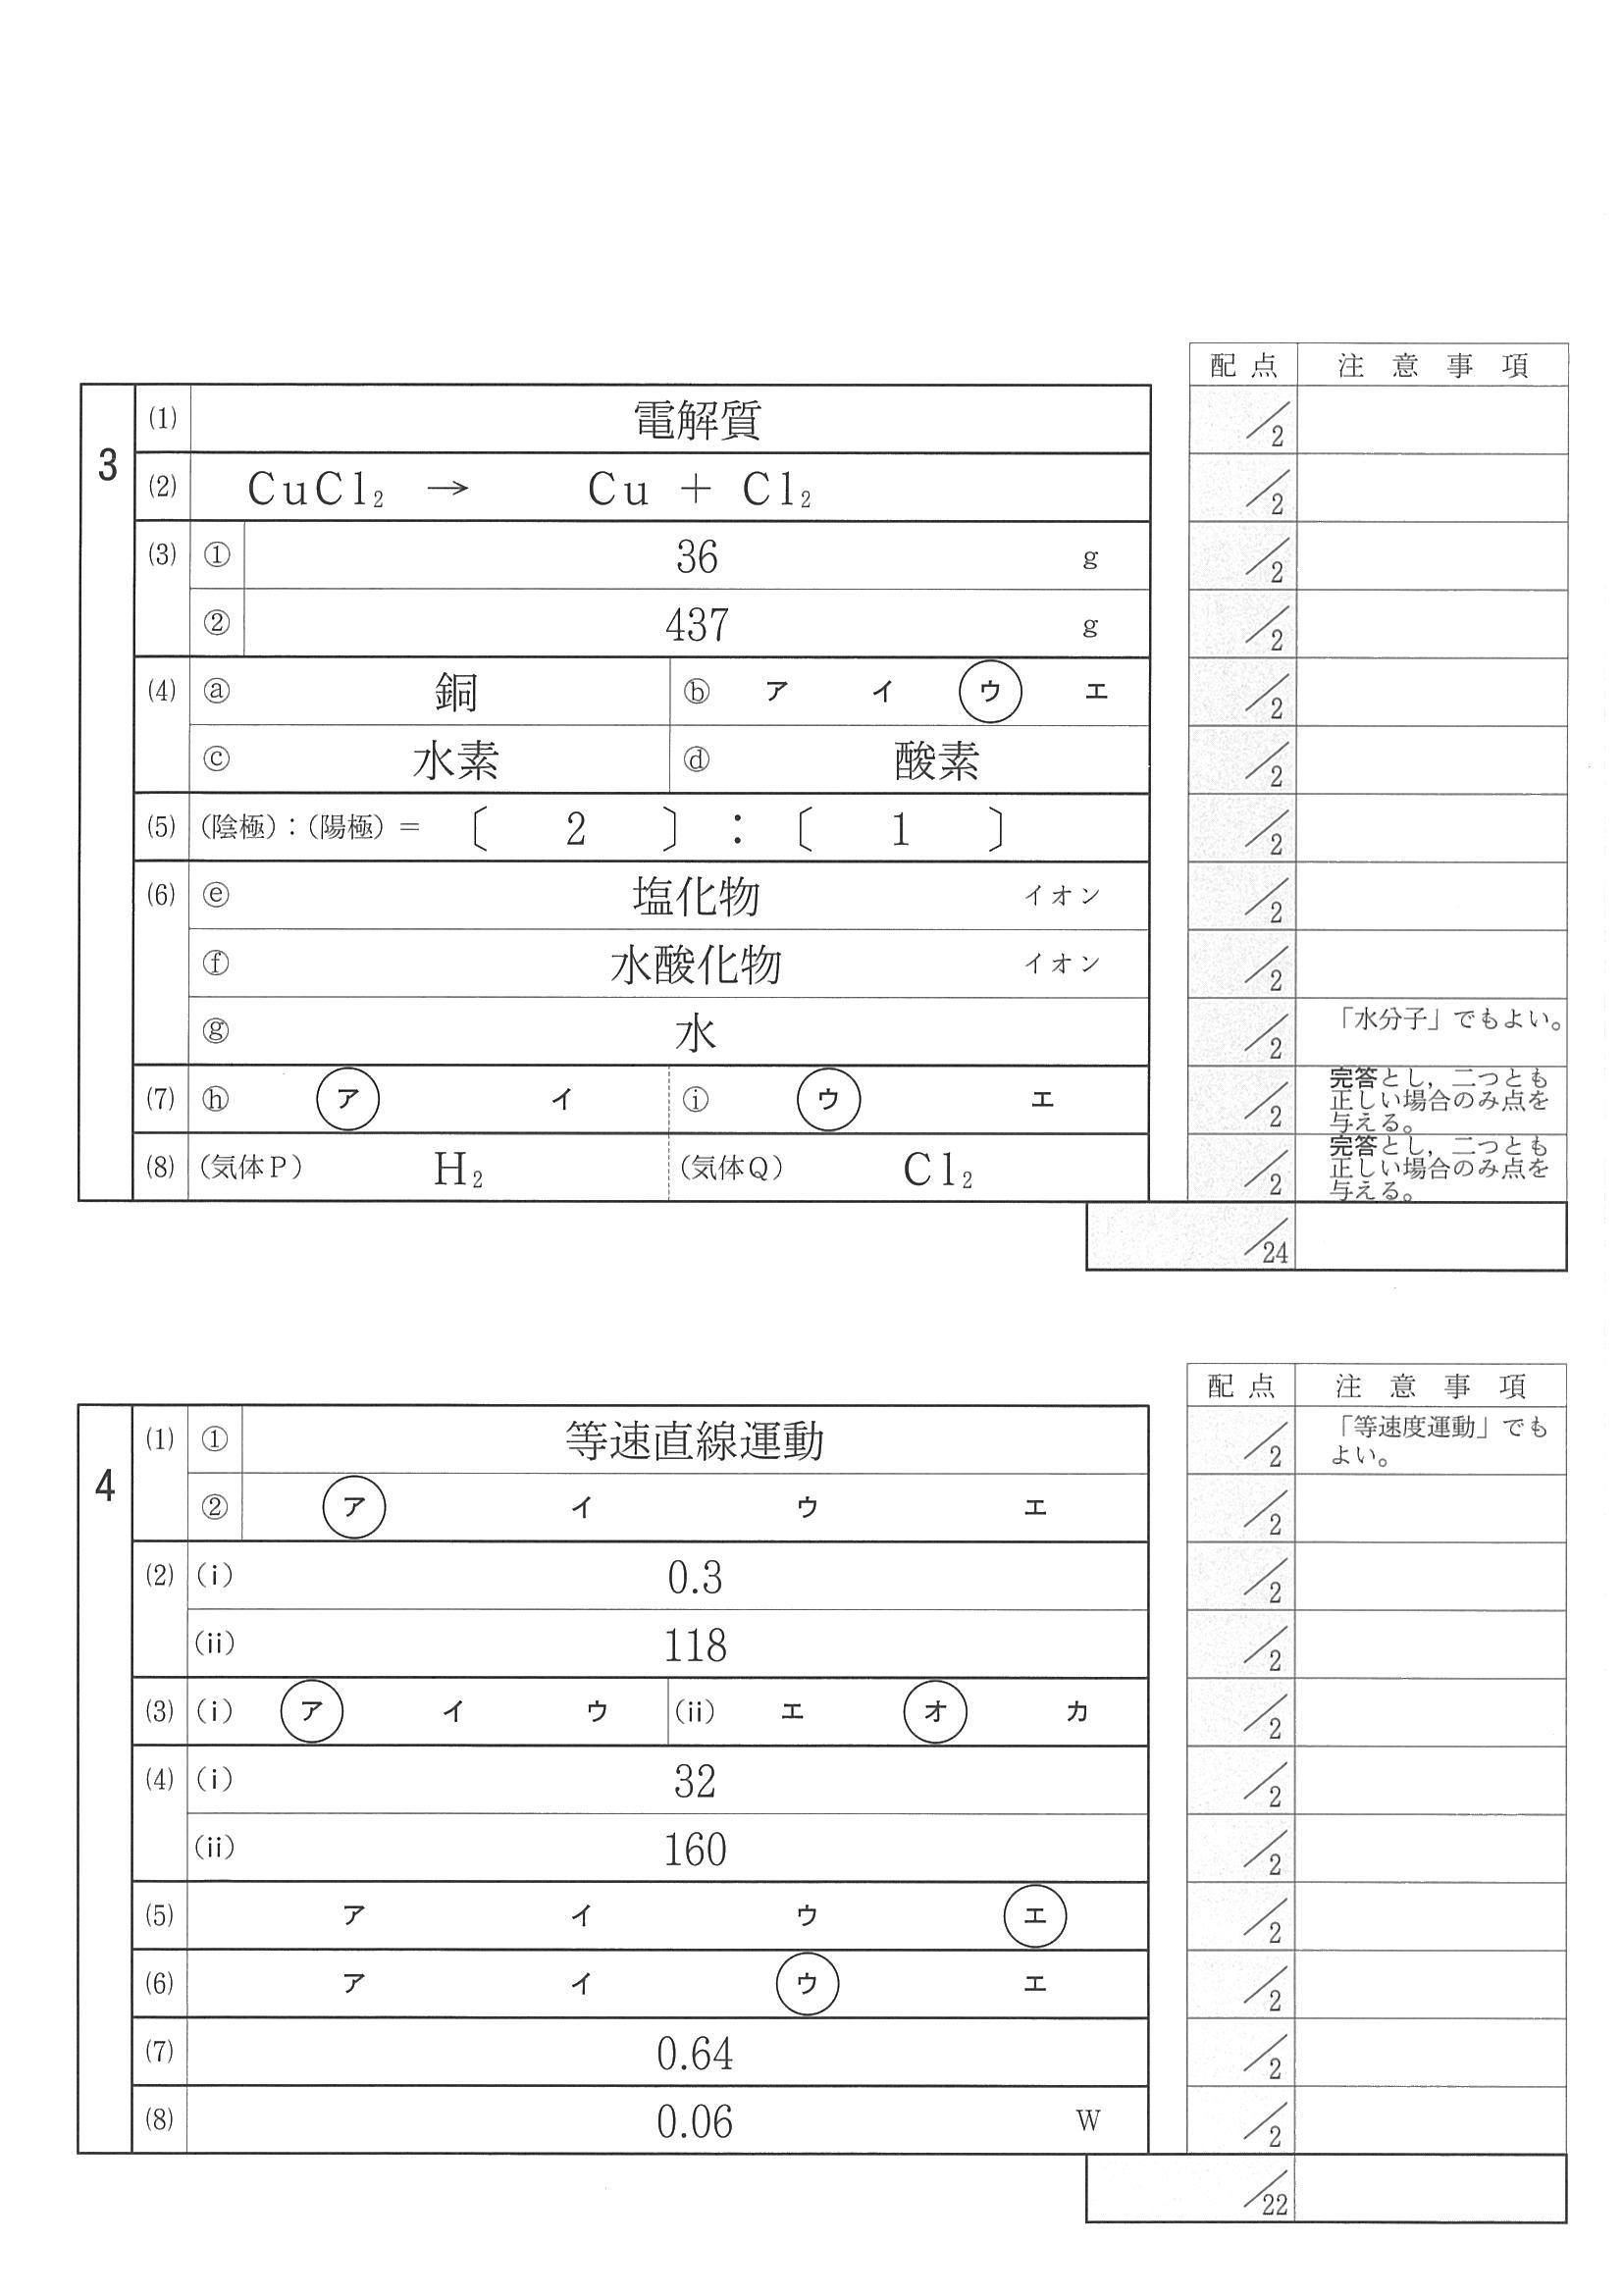 配点 注意事項
3 (1) 電解質 /2
(2) CuCl₂ → Cu + Cl₂ /2
(3) ① 36 g /2
② 437 g /2
(4) ⓐ 銅 ⓑ ア イ ウ エ /2
ⓒ 水素 ⓓ 酸素 /2
(5) (陰極):(陽極)= 〔 2 〕 : 〔 1 〕 /2
(6) ⓔ 塩化物 イオン /2
ⓕ 水酸化物 イオン /2
ⓖ 水 /2 「水分子」でもよい。
(7) ⓗ ア イ ⓘ ウ エ /2 完答とし,二つとも
正しい場合のみ点を
与える。
(8) (気体P) H₂ (気体Q) Cl₂ /2 完答とし,二つとも
正しい場合のみ点を
与える。
/24
配点 注意事項
4 (1) ① 等速直線運動 /2 「等速度運動」でも
よい。
② ア イ ウ エ /2
(2) (i) 0.3 /2
(ii) 118 /2
(3) (i) ア イ ウ (ii) エ オ カ /2
(4) (i) 32 /2
(ii) 160 /2
(5) ア イ ウ エ /2
(6) ア イ ウ エ /2
(7) 0.64 /2
(8) 0.06 W /2
/22